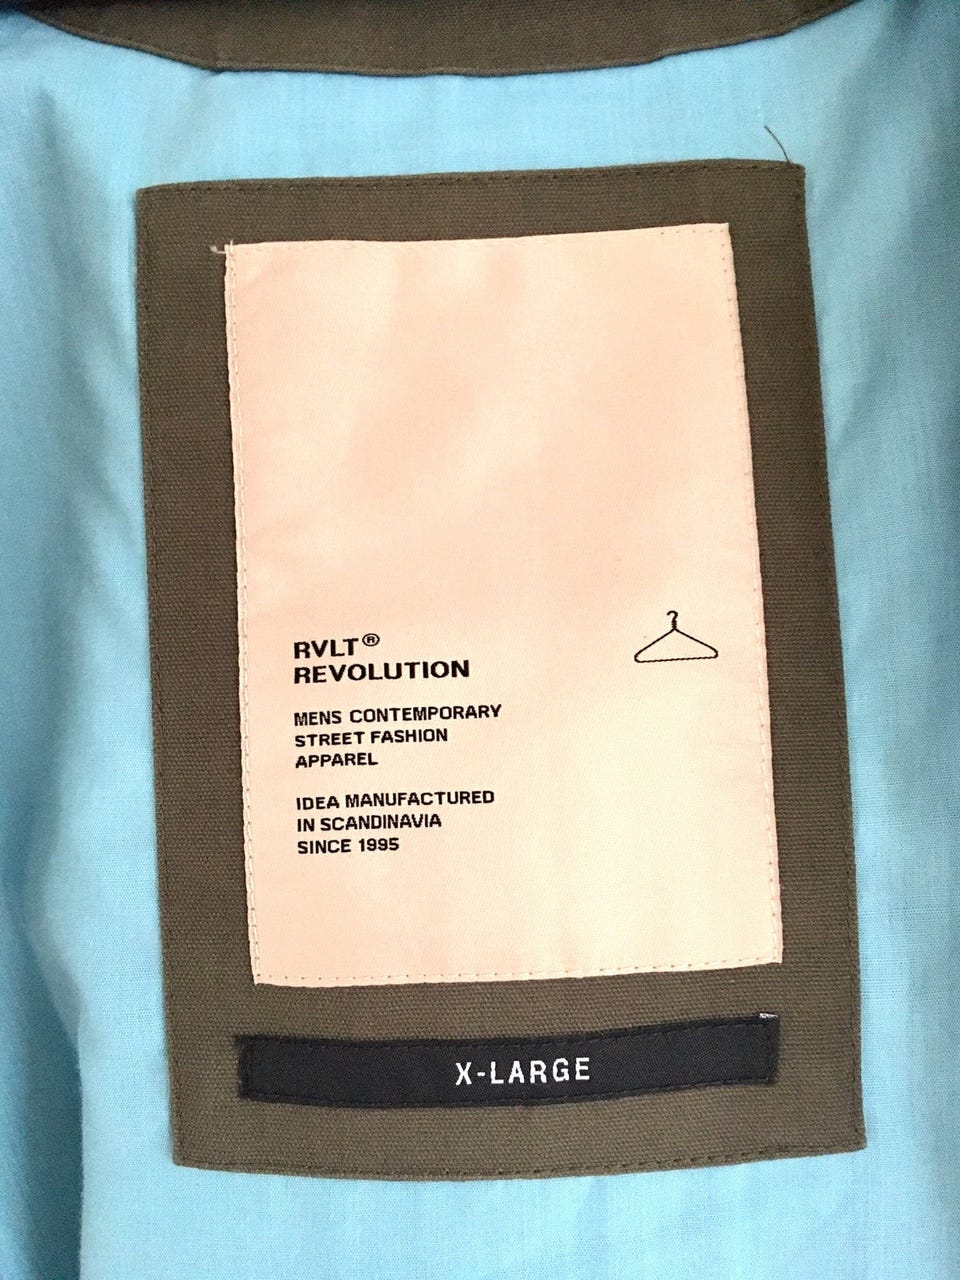 RVLT®
REVOLUTION
MENS CONTEMPORARY
STREET FASHION
APPAREL
IDEA MANUFACTURED
IN SCANDINAVIA
SINCE 1995
X-LARGE